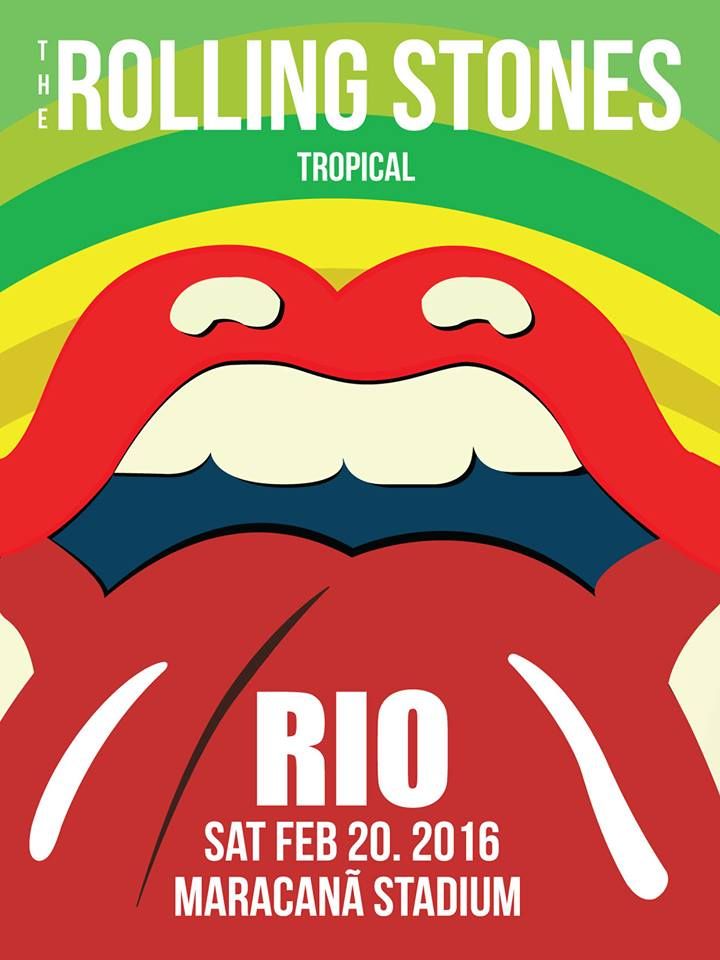 THE ROLLING STONES
TROPICAL
RIO
SAT FEB 20. 2016
MARACANÃ STADIUM